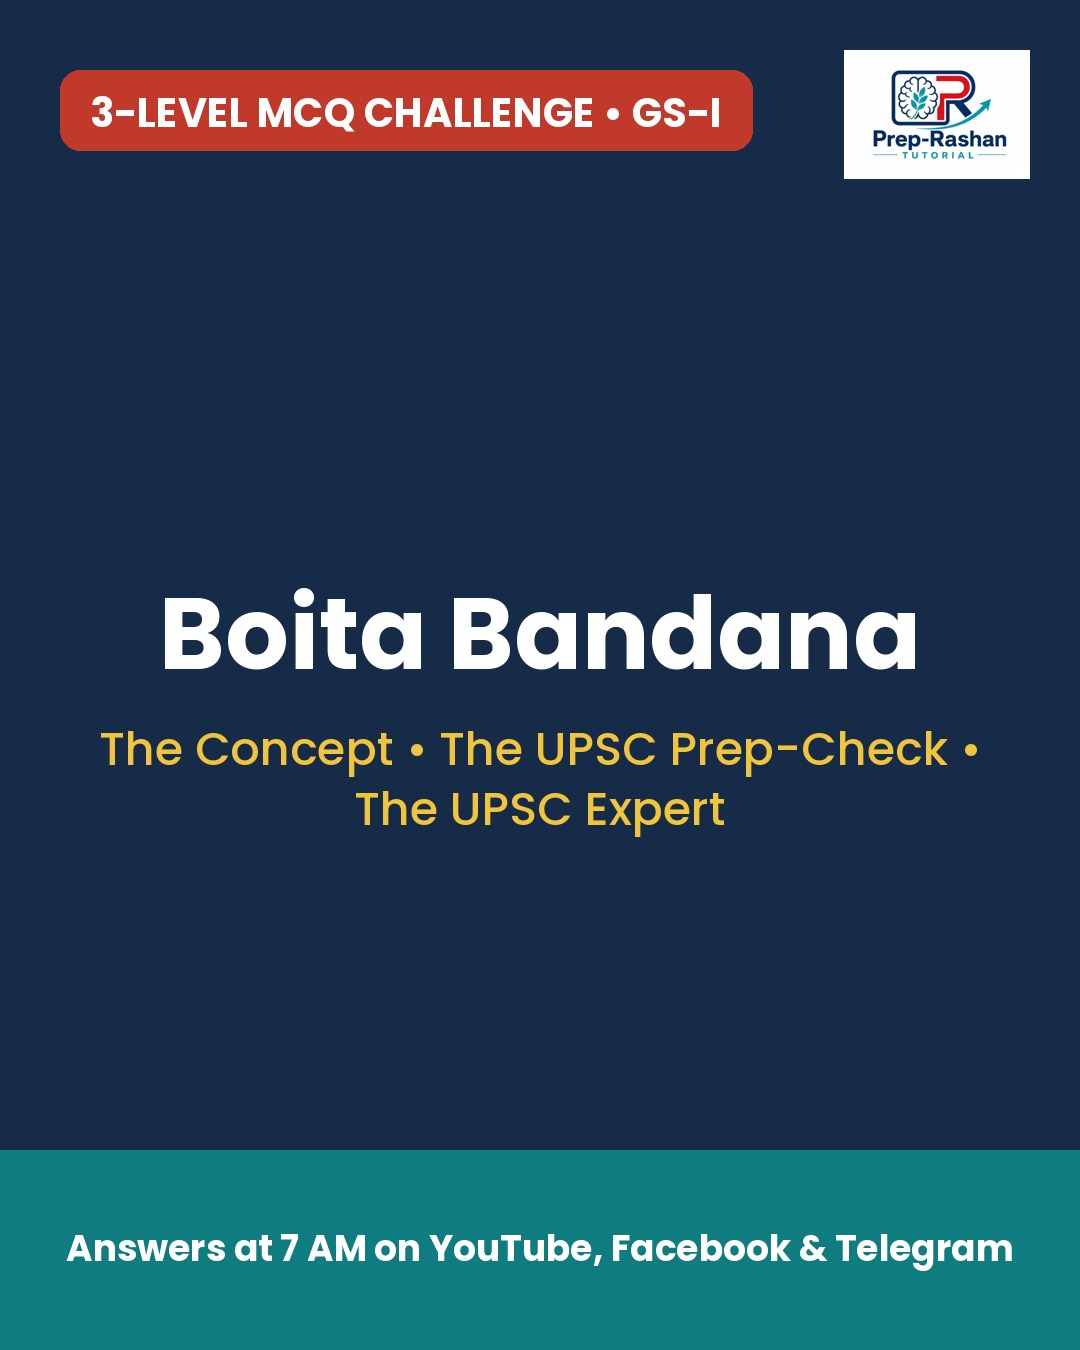 3-LEVEL MCQ CHALLENGE • GS-I
Prep-Rashan
TUTORIAL
Boita Bandana
The Concept • The UPSC Prep-Check •
The UPSC Expert
Answers at 7 AM on YouTube, Facebook & Telegram